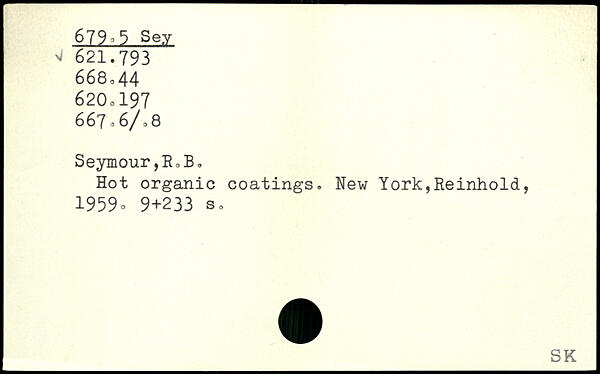 679.5 Sey
✓ 621.793
668.44
620.197
667.6/.8
Seymour,R.B.
Hot organic coatings. New York,Reinhold,
1959. 9+233 s.
SK